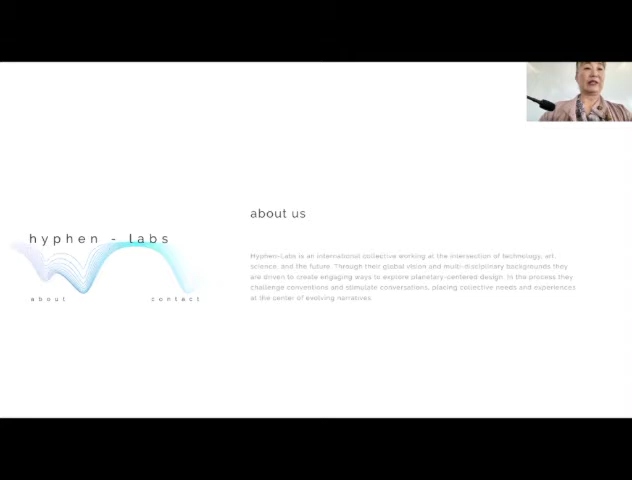 hyphen - labs
about
contact
about us
Hyphen-Labs is an international collective working at the intersection of technology, art,
science, and the future. Through their global vision and multi-disciplinary backgrounds they
are driven to create engaging ways to explore planetary-centered design. In the process they
challenge conventions and stimulate conversations, placing collective needs and experiences
at the center of evolving narratives.